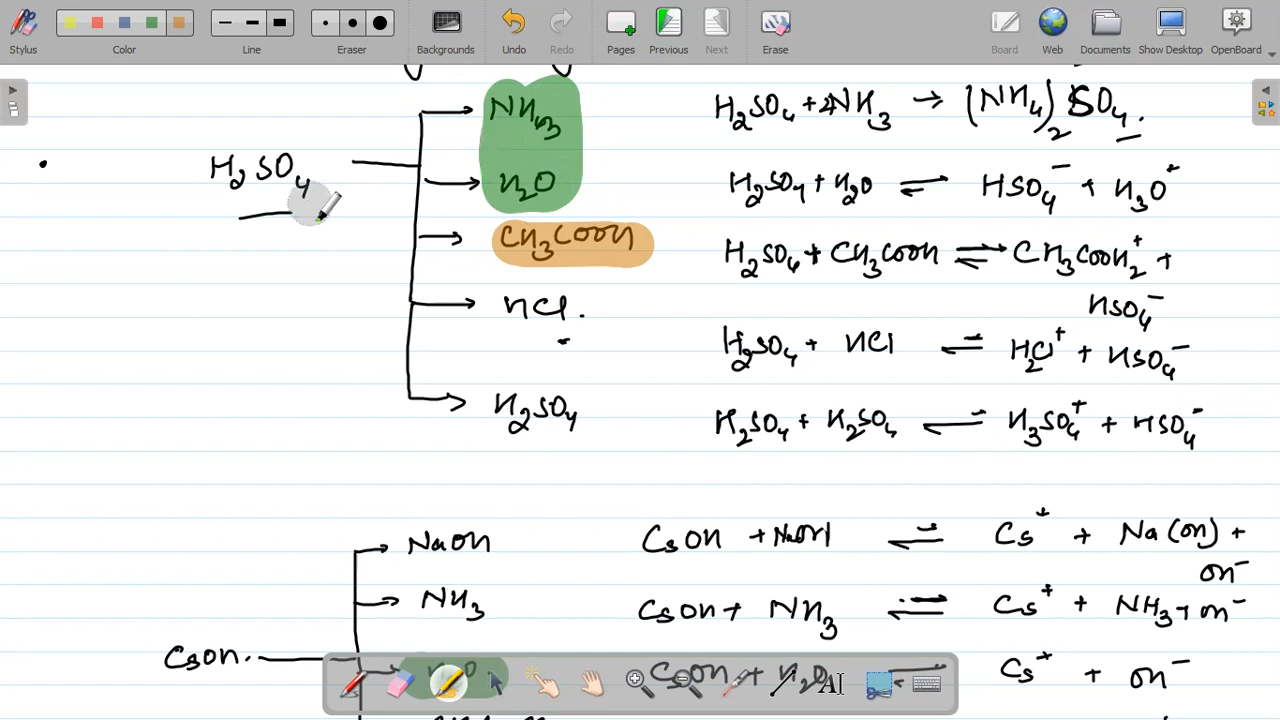 Stylus Color Line Eraser Backgrounds Undo Redo Pages Previous Next Erase Board Web Documents Show Desktop OpenBoard
NH3 H2SO4 + 2NH3 → (NH4)2 SO4.
H2SO4
H2O H2SO4 + H2O ⇌ HSO4⁻ + H3O⁺
CH3COOH H2SO4 + CH3COOH ⇌ CH3COOH2⁺ +
HSO4⁻
HCl.
H2SO4 + HCl ⇌ H2Cl⁺ + HSO4⁻
H2SO4 H2SO4 + H2SO4 ⇌ H3SO4⁺ + HSO4⁻
NaOH CsOH + NaOH ⇌ Cs⁺ + Na(OH) +
OH⁻
NH3 CsOH + NH3 ⇌ Cs⁺ + NH3 + OH⁻
CsOH.
H2O CsOH + H2O Cs⁺ + OH⁻